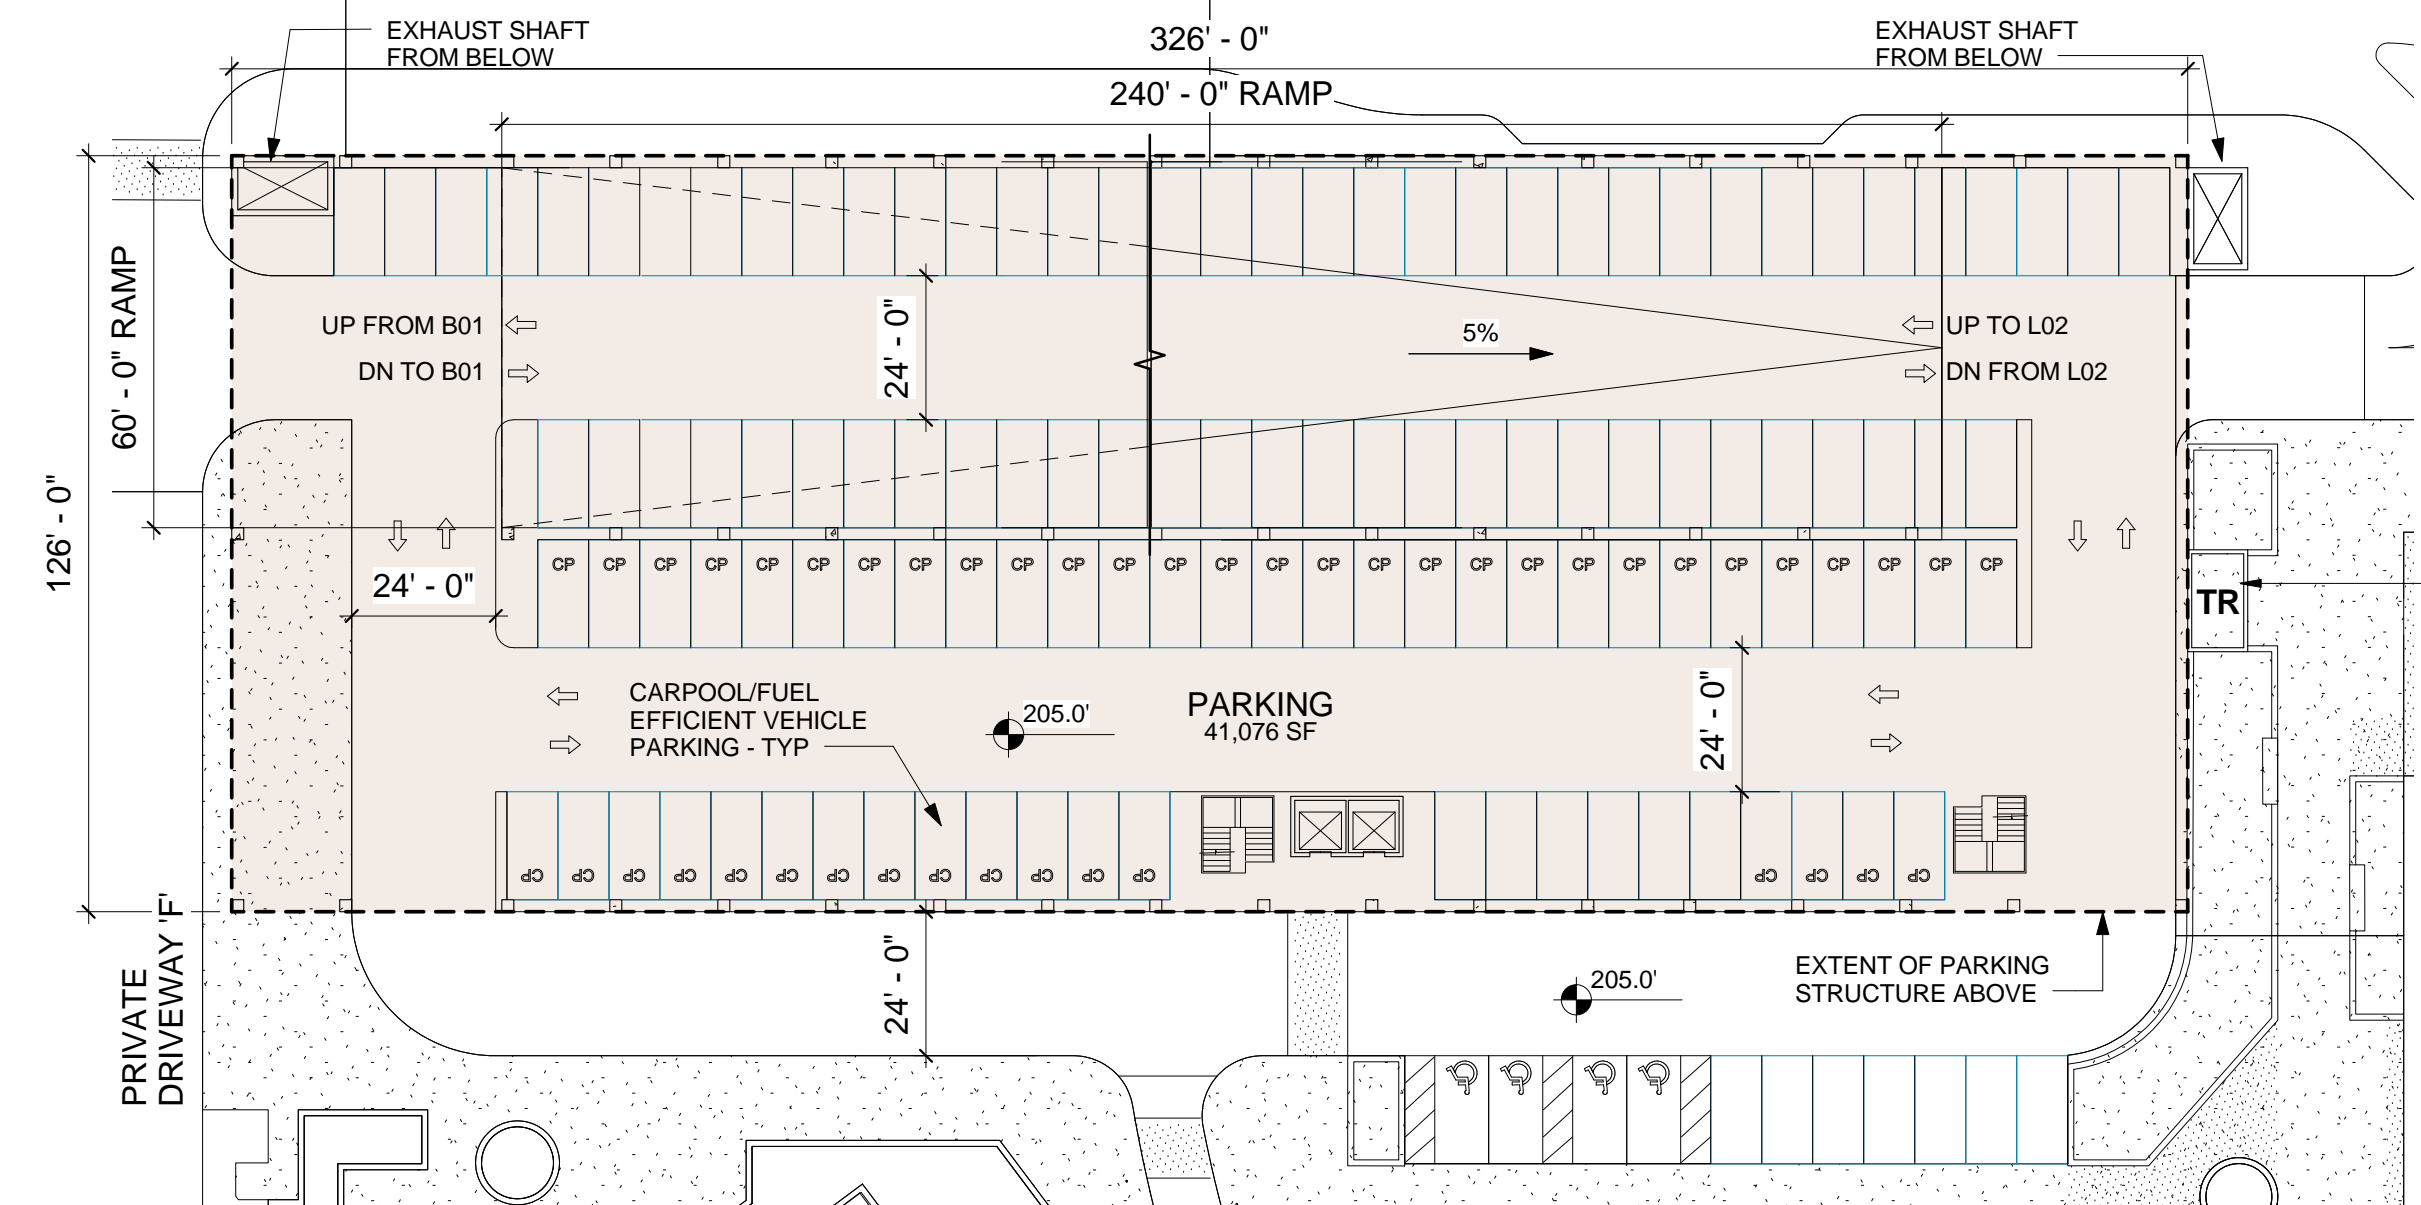 EXHAUST SHAFT
FROM BELOW
326' - 0"
EXHAUST SHAFT
FROM BELOW
240' - 0" RAMP
60' - 0" RAMP
126' - 0"
UP FROM B01
DN TO B01
24' - 0"
5%
UP TO L02
DN FROM L02
24' - 0"
CP CP CP CP CP CP CP CP CP CP CP CP CP CP CP CP CP CP CP CP CP CP CP CP CP CP CP CP CP
TR
CARPOOL/FUEL
EFFICIENT VEHICLE
PARKING - TYP
205.0'
PARKING
41,076 SF
24' - 0"
CP CP CP CP CP CP CP CP CP CP CP CP CP CP CP CP CP
PRIVATE
DRIVEWAY 'F'
24' - 0"
205.0'
EXTENT OF PARKING
STRUCTURE ABOVE